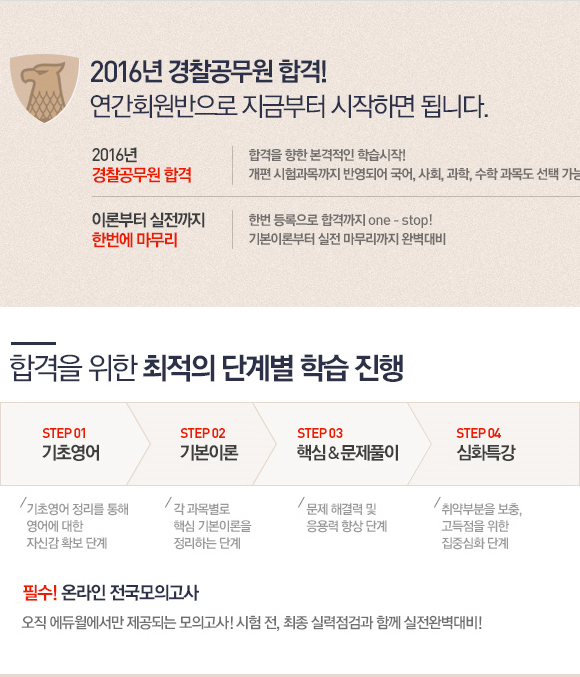 2016년 경찰공무원 합격!
연간회원반으로 지금부터 시작하면 됩니다.
2016년
경찰공무원 합격
합격을 향한 본격적인 학습시작!
개편 시험과목까지 반영되어 국어, 사회, 과학, 수학 과목도 선택 가능
이론부터 실전까지
한번에 마무리
한번 등록으로 합격까지 one - stop!
기본이론부터 실전 마무리까지 완벽대비
합격을 위한 최적의 단계별 학습 진행
STEP 01
기초영어
STEP 02
기본이론
STEP 03
핵심 & 문제풀이
STEP 04
심화특강
기초영어 정리를 통해
영어에 대한
자신감 확보 단계
각 과목별로
핵심 기본이론을
정리하는 단계
문제 해결력 및
응용력 향상 단계
취약부분을 보충,
고득점을 위한
집중심화 단계
필수! 온라인 전국모의고사
오직 에듀윌에서만 제공되는 모의고사! 시험 전, 최종 실력점검과 함께 실전완벽대비!